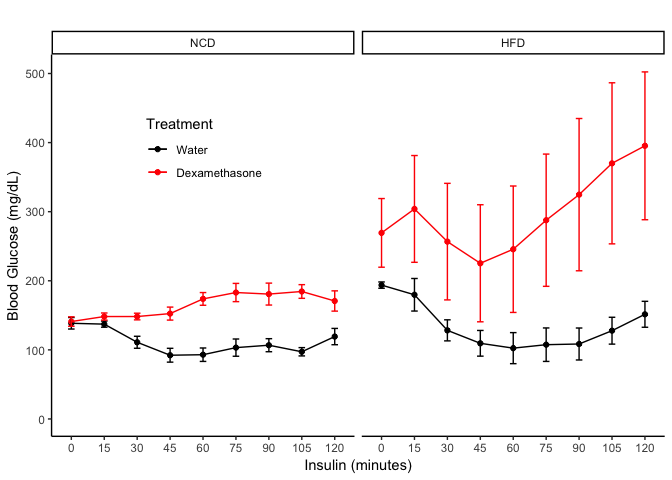 NCD HFD
500
400
300
200
100
0
Blood Glucose (mg/dL)
Treatment
Water
Dexamethasone
0 15 30 45 60 75 90 105 120 0 15 30 45 60 75 90 105 120
Insulin (minutes)